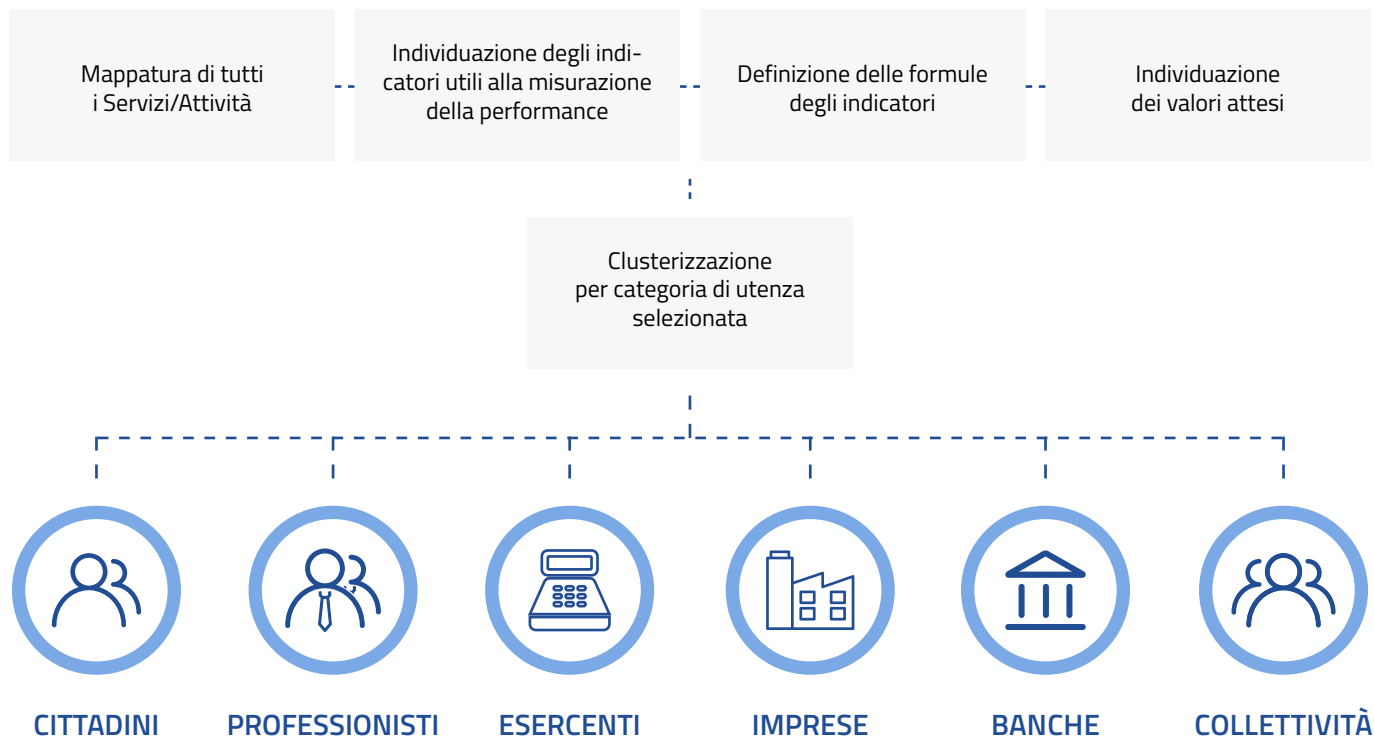 Mappatura di tutti
i Servizi/Attività
Individuazione degli indi-
catori utili alla misurazione
della performance
Definizione delle formule
degli indicatori
Individuazione
dei valori attesi
Clusterizzazione
per categoria di utenza
selezionata
CITTADINI
PROFESSIONISTI
ESERCENTI
IMPRESE
BANCHE
COLLETTIVITÀ